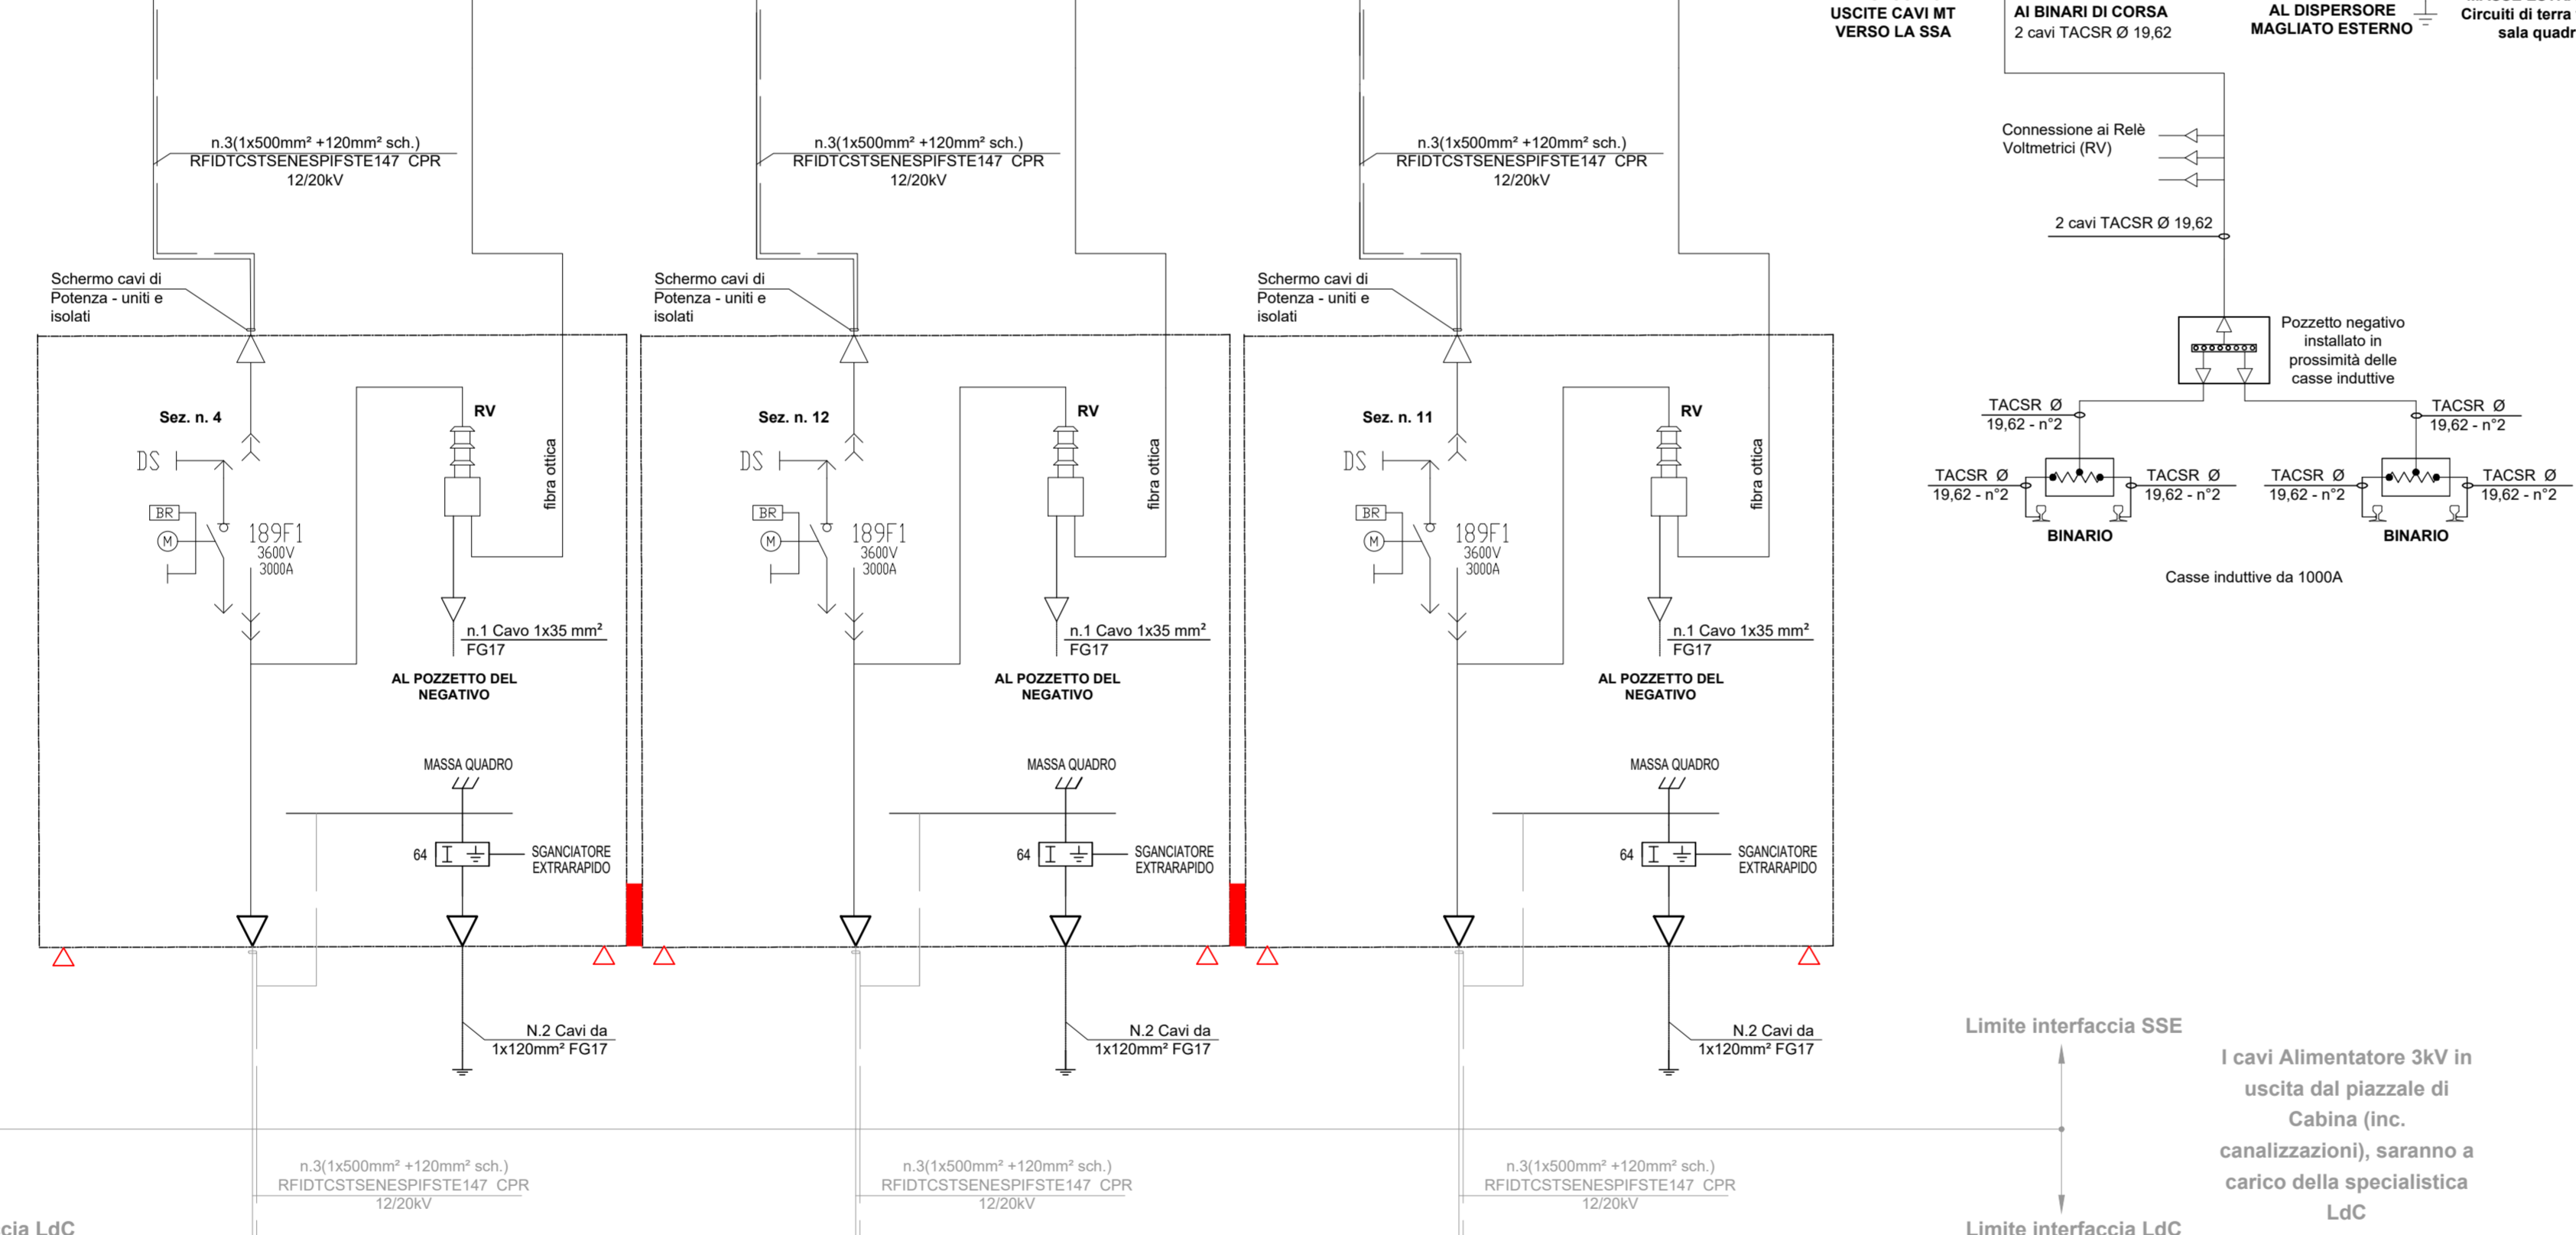 USCITE CAVI MT
VERSO LA SSA
AI BINARI DI CORSA
2 cavi TACSR Ø 19,62
AL DISPERSORE
MAGLIATO ESTERNO
Circuiti di terra
sala quadr
n.3(1x500mm² +120mm² sch.)
RFIDTCSTSENESPIFSTE147 CPR
12/20kV
n.3(1x500mm² +120mm² sch.)
RFIDTCSTSENESPIFSTE147 CPR
12/20kV
n.3(1x500mm² +120mm² sch.)
RFIDTCSTSENESPIFSTE147 CPR
12/20kV
Connessione ai Relè
Voltmetrici (RV)
2 cavi TACSR Ø 19,62
Schermo cavi di
Potenza - uniti e
isolati
Schermo cavi di
Potenza - uniti e
isolati
Schermo cavi di
Potenza - uniti e
isolati
Pozzetto negativo
installato in
prossimità delle
casse induttive
Sez. n. 4
RV
fibra ottica
DS
BR
M
189F1
3600V
3000A
n.1 Cavo 1x35 mm²
FG17
AL POZZETTO DEL
NEGATIVO
MASSA QUADRO
64
SGANCIATORE
EXTRARAPIDO
N.2 Cavi da
1x120mm² FG17
Sez. n. 12
RV
fibra ottica
DS
BR
M
189F1
3600V
3000A
n.1 Cavo 1x35 mm²
FG17
AL POZZETTO DEL
NEGATIVO
MASSA QUADRO
64
SGANCIATORE
EXTRARAPIDO
N.2 Cavi da
1x120mm² FG17
Sez. n. 11
RV
fibra ottica
DS
BR
M
189F1
3600V
3000A
n.1 Cavo 1x35 mm²
FG17
AL POZZETTO DEL
NEGATIVO
MASSA QUADRO
64
SGANCIATORE
EXTRARAPIDO
N.2 Cavi da
1x120mm² FG17
TACSR Ø
19,62 - n°2
TACSR Ø
19,62 - n°2
TACSR Ø
19,62 - n°2
TACSR Ø
19,62 - n°2
TACSR Ø
19,62 - n°2
TACSR Ø
19,62 - n°2
BINARIO
BINARIO
Casse induttive da 1000A
Limite interfaccia SSE
I cavi Alimentatore 3kV in
uscita dal piazzale di
Cabina (inc.
canalizzazioni), saranno a
carico della specialistica
LdC
n.3(1x500mm² +120mm² sch.)
RFIDTCSTSENESPIFSTE147 CPR
12/20kV
n.3(1x500mm² +120mm² sch.)
RFIDTCSTSENESPIFSTE147 CPR
12/20kV
n.3(1x500mm² +120mm² sch.)
RFIDTCSTSENESPIFSTE147 CPR
12/20kV
cia LdC
Limite interfaccia LdC